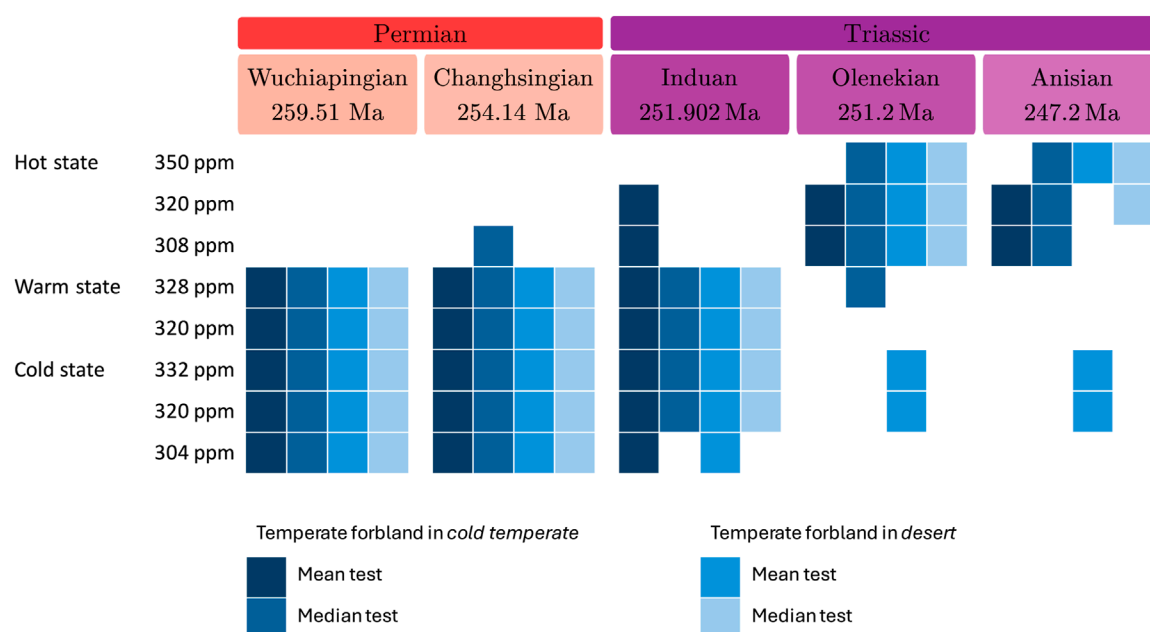 Permian Triassic
Wuchiapingian Changhsingian Induan Olenekian Anisian
259.51 Ma 254.14 Ma 251.902 Ma 251.2 Ma 247.2 Ma
Hot state 350 ppm
320 ppm
308 ppm
Warm state 328 ppm
320 ppm
Cold state 332 ppm
320 ppm
304 ppm
Temperate forbland in cold temperate Temperate forbland in desert
Mean test Mean test
Median test Median test